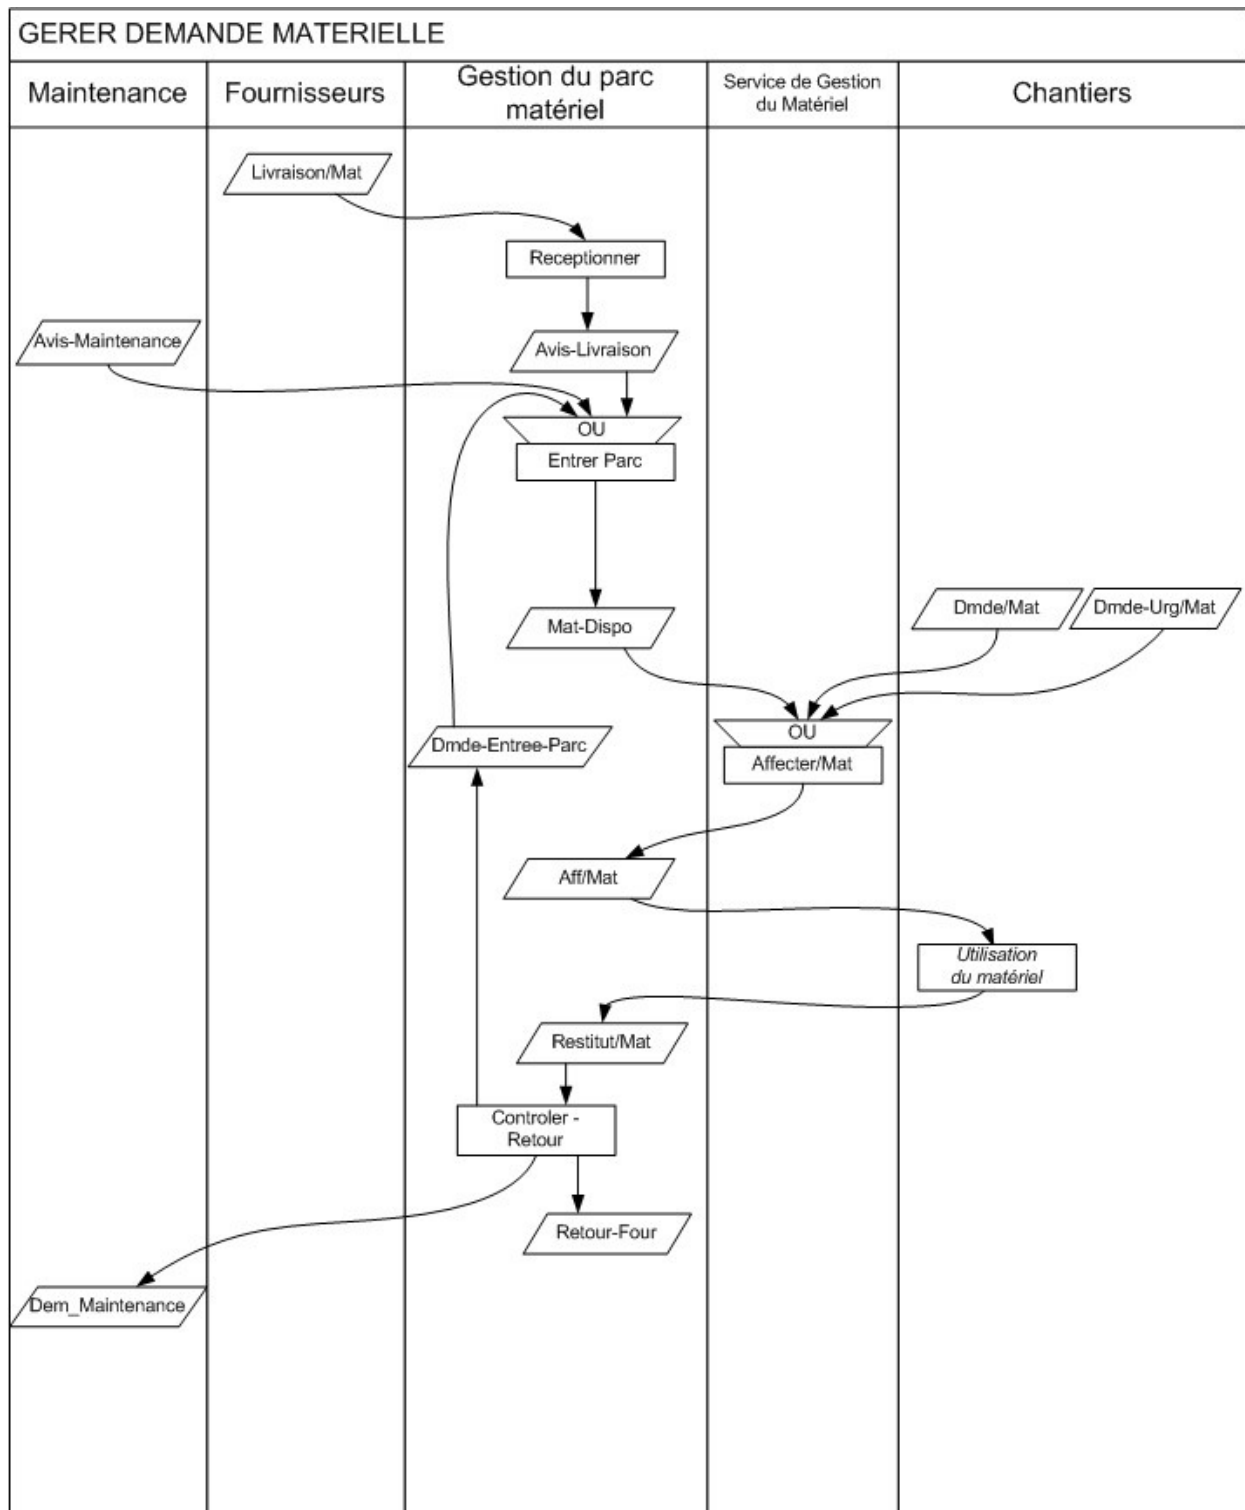 GERER DEMANDE MATERIELLE
Maintenance
Fournisseurs
Gestion du parc
matériel
Service de Gestion
du Matériel
Chantiers
Livraison/Mat
Receptionner
Avis-Maintenance
Avis-Livraison
OU
Entrer Parc
Mat-Dispo
Dmde/Mat
Dmde-Urg/Mat
Dmde-Entree-Parc
OU
Affecter/Mat
Aff/Mat
Utilisation
du matériel
Restitut/Mat
Controler -
Retour
Retour-Four
Dem_Maintenance